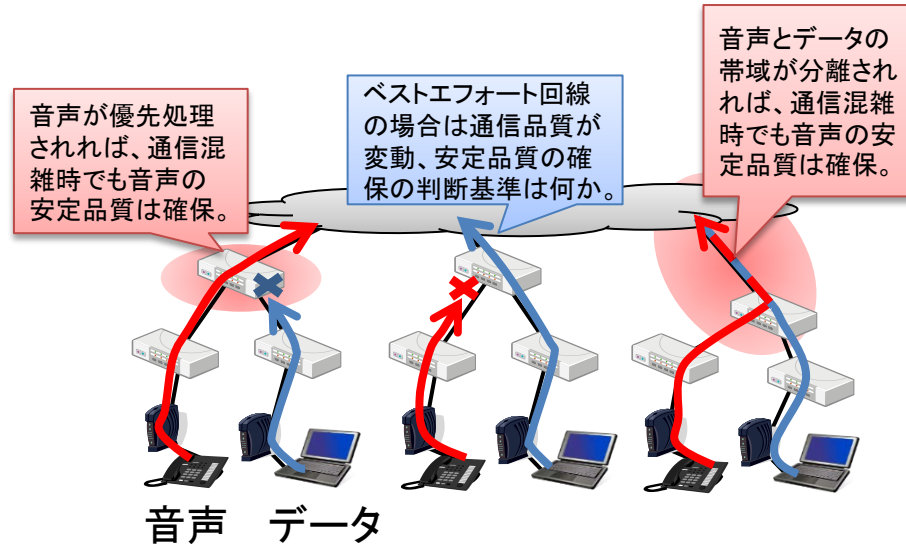 音声が優先処理
されれば、通信混
雑時でも音声の
安定品質は確保。
ベストエフォート回線
の場合は通信品質が
変動、安定品質の確
保の判断基準は何か。
音声とデータの
帯域が分離され
れば、通信混雑
時でも音声の安
定品質は確保。
音声 データ